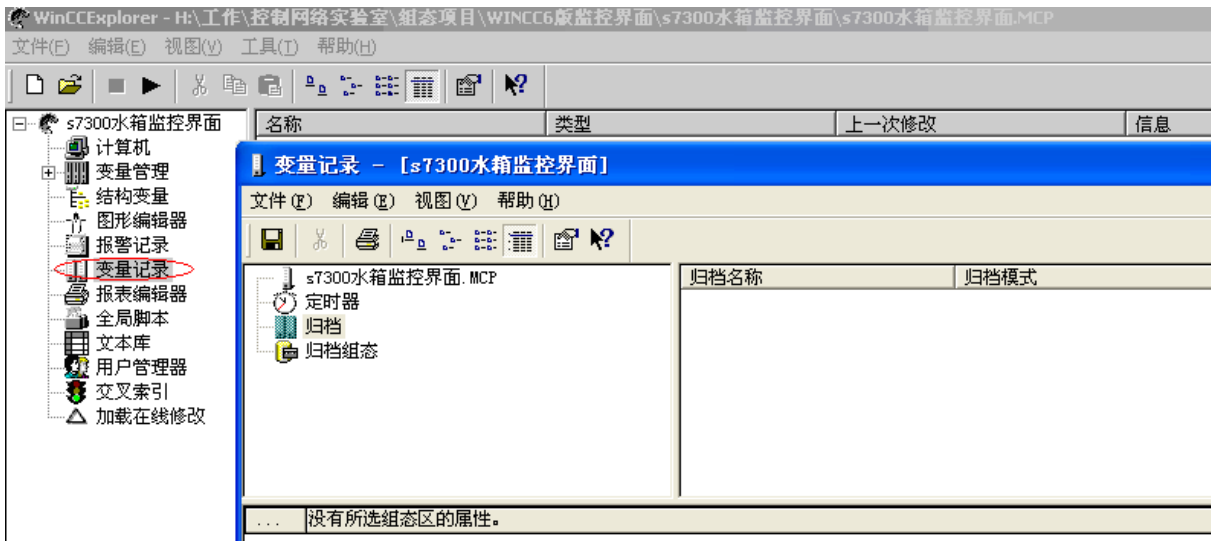 WinCCExplorer - H:\工作\控制网络实验室\组态项目\WINCC6版监控界面\s7300水箱监控界面\s7300水箱监控界面.MCP
文件(F) 编辑(E) 视图(V) 工具(T) 帮助(H)
s7300水箱监控界面
计算机
变量管理
结构变量
图形编辑器
报警记录
变量记录
报表编辑器
全局脚本
文本库
用户管理器
交叉索引
加载在线修改
名称 类型 上一次修改 信息
变量记录 - [s7300水箱监控界面]
文件(F) 编辑(E) 视图(V) 帮助(H)
s7300水箱监控界面.MCP
定时器
归档
归档组态
归档名称 归档模式
... 没有所选组态区的属性。